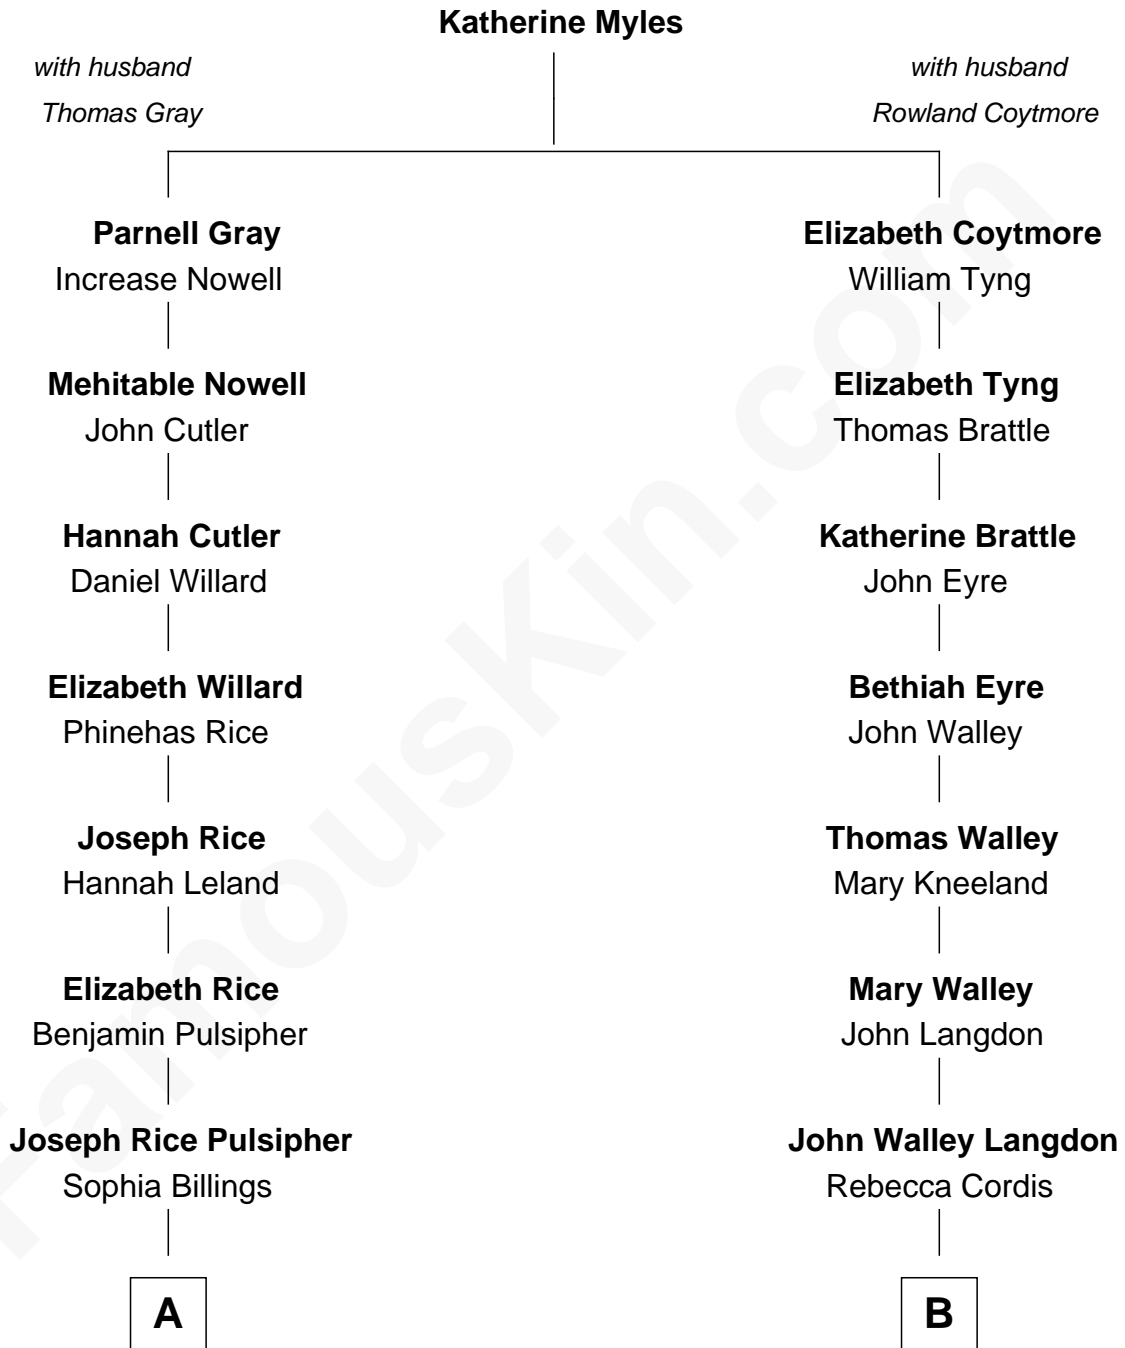 Katherine Myles
with husband
Thomas Gray
with husband
Rowland Coytmore
Parnell Gray
Increase Nowell
Elizabeth Coytmore
William Tyng
Mehitable Nowell
John Cutler
Elizabeth Tyng
Thomas Brattle
Hannah Cutler
Daniel Willard
Katherine Brattle
John Eyre
Elizabeth Willard
Phinehas Rice
Bethiah Eyre
John Walley
Joseph Rice
Hannah Leland
Thomas Walley
Mary Kneeland
Elizabeth Rice
Benjamin Pulsipher
Mary Walley
John Langdon
Joseph Rice Pulsipher
Sophia Billings
John Walley Langdon
Rebecca Cordis
A
B
FamousKin.com